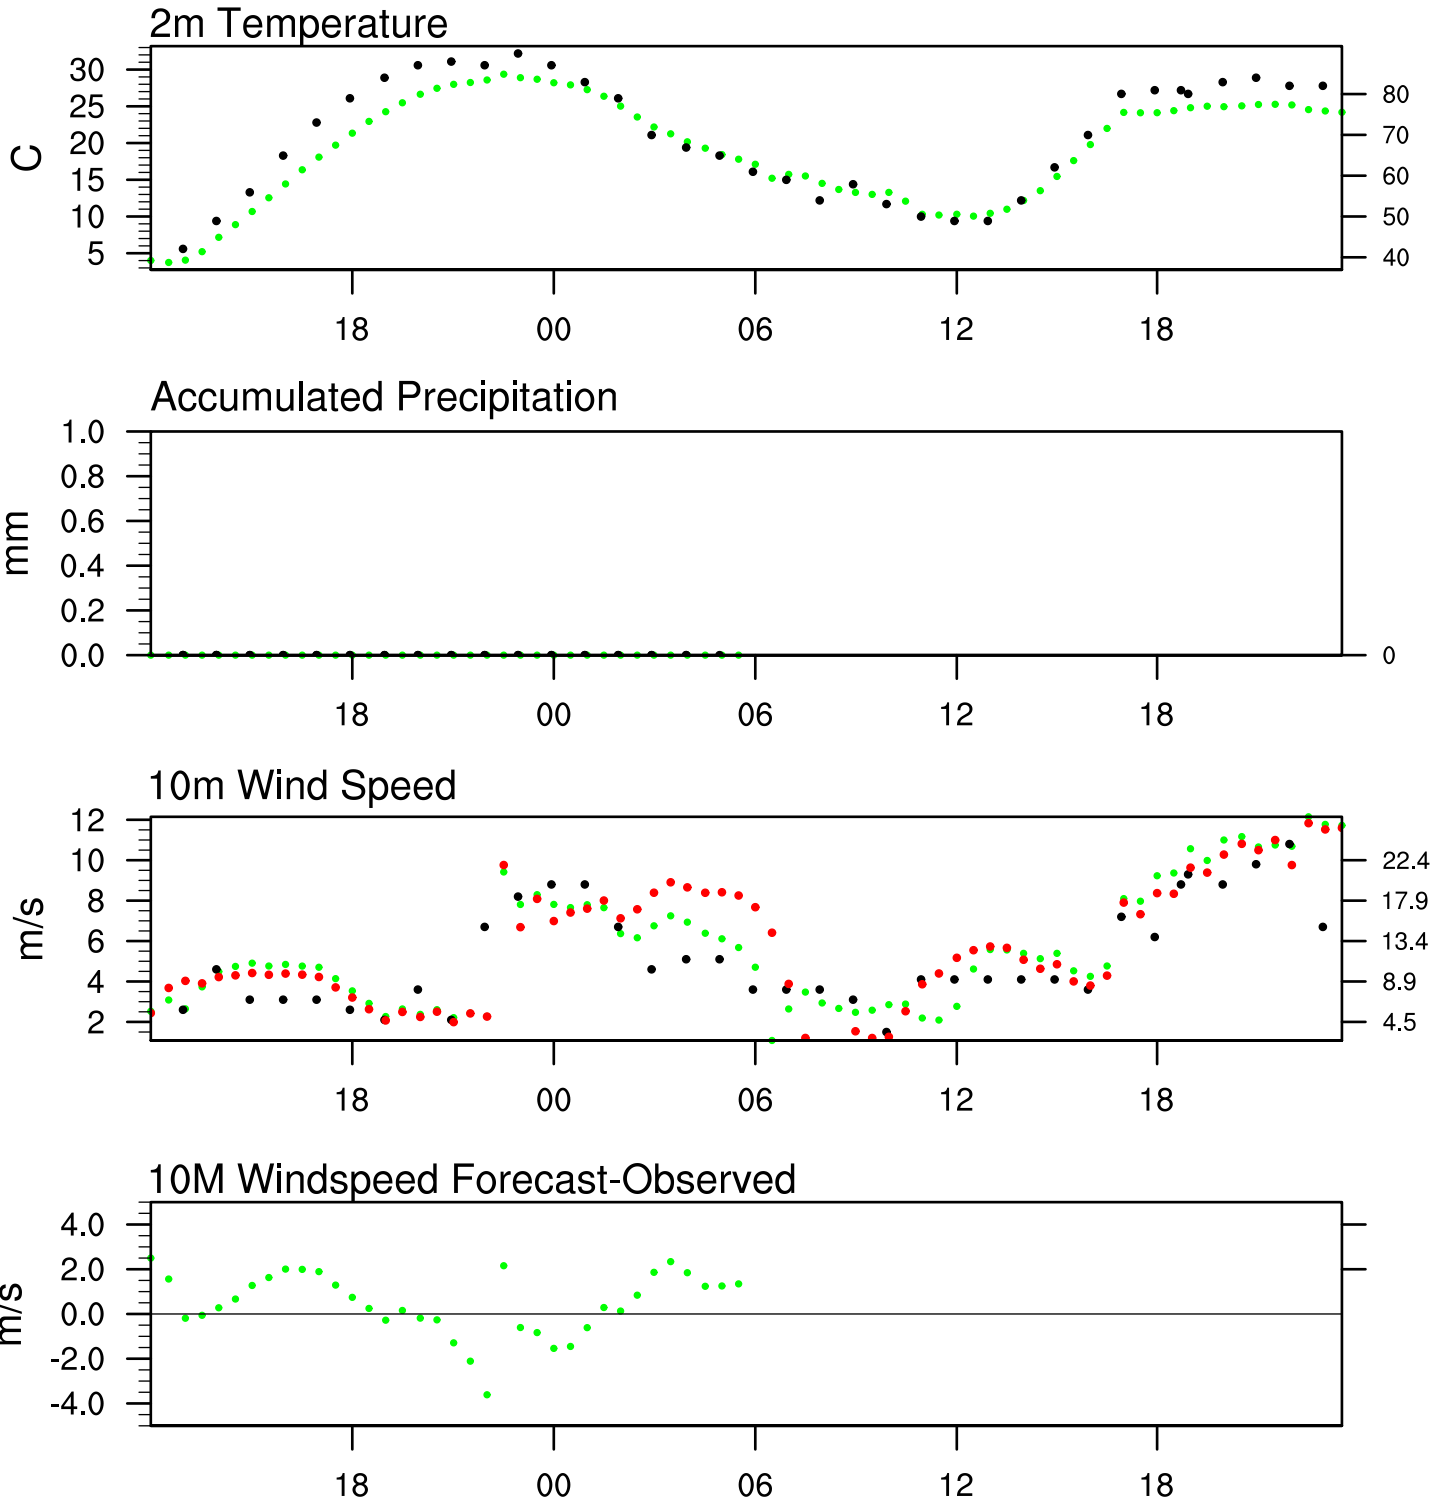 2m Temperature
C
30
25
20
15
10
5
80
70
60
50
40
18 00 06 12 18
Accumulated Precipitation
mm
1.0
0.8
0.6
0.4
0.2
0.0
0
18 00 06 12 18
10m Wind Speed
m/s
12
10
8
6
4
2
22.4
17.9
13.4
8.9
4.5
18 00 06 12 18
10M Windspeed Forecast-Observed
m/s
4.0
2.0
0.0
-2.0
-4.0
18 00 06 12 18